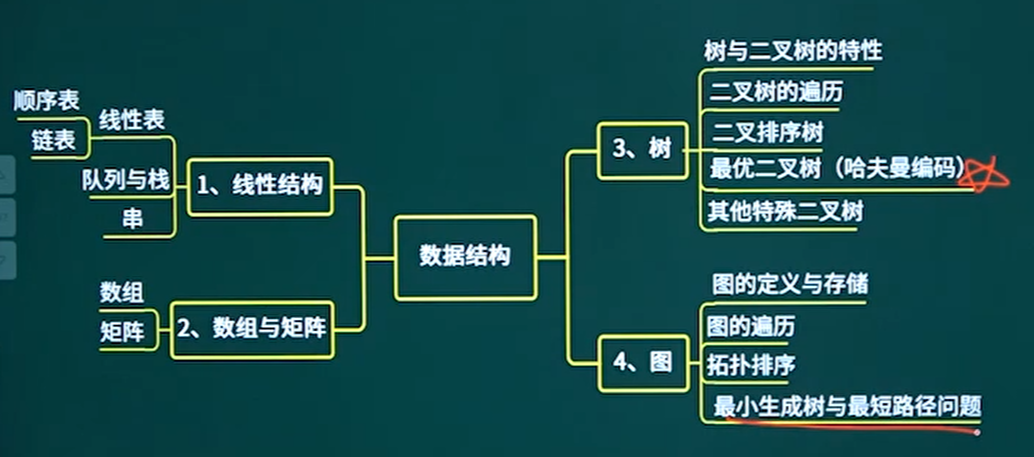 数据结构
1、线性结构
线性表
顺序表
链表
队列与栈
串
2、数组与矩阵
数组
矩阵
3、树
树与二叉树的特性
二叉树的遍历
二叉排序树
最优二叉树（哈夫曼编码）
其他特殊二叉树
4、图
图的定义与存储
图的遍历
拓扑排序
最小生成树与最短路径问题